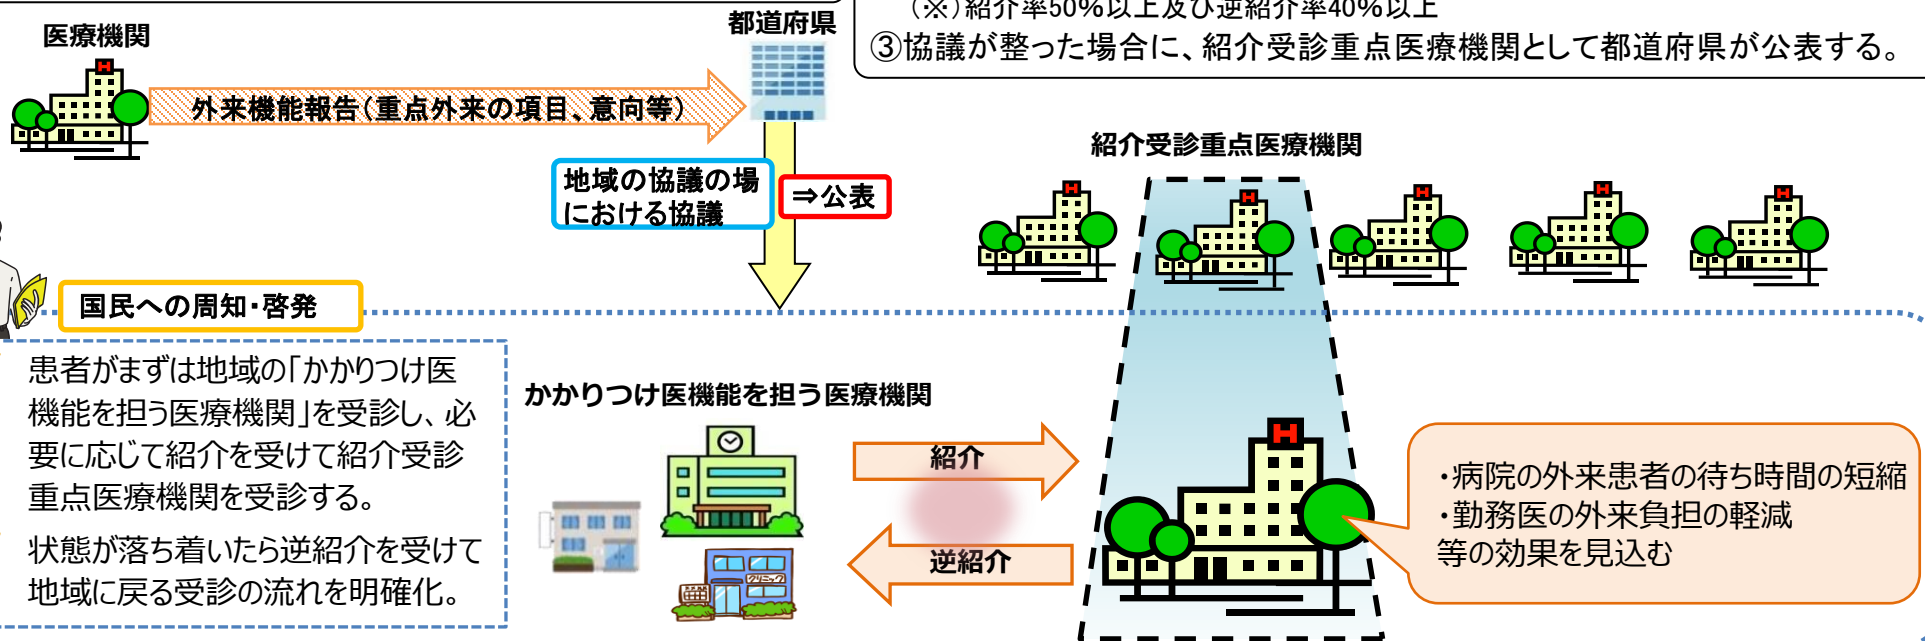 (※)紹介率50%以上及び逆紹介率40%以上
③協議が整った場合に、紹介受診重点医療機関として都道府県が公表する。
医療機関
都道府県
外来機能報告(重点外来の項目、意向等)
地域の協議の場
における協議
⇒公表
紹介受診重点医療機関
H
H
H
H
H
H
国民への周知・啓発
患者がまずは地域の「かかりつけ医
機能を担う医療機関」を受診し、必
要に応じて紹介を受けて紹介受診
重点医療機関を受診する。
状態が落ち着いたら逆紹介を受けて
地域に戻る受診の流れを明確化。
かかりつけ医機能を担う医療機関
クリニック
紹介
逆紹介
H
・病院の外来患者の待ち時間の短縮
・勤務医の外来負担の軽減
等の効果を見込む